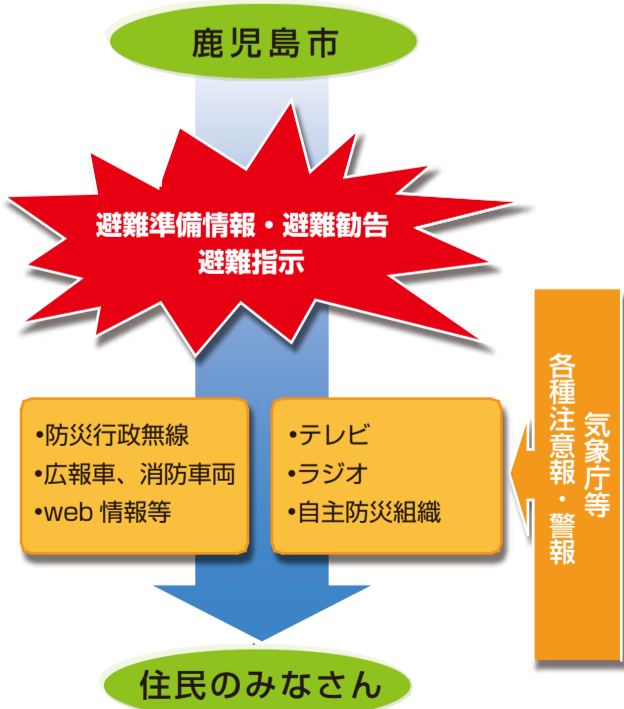 鹿児島市
避難準備情報・避難勧告
避難指示
•防災行政無線
•広報車、消防車両
•web 情報等
•テレビ
•ラジオ
•自主防災組織
気象庁等
各種注意報・警報
住民のみなさん